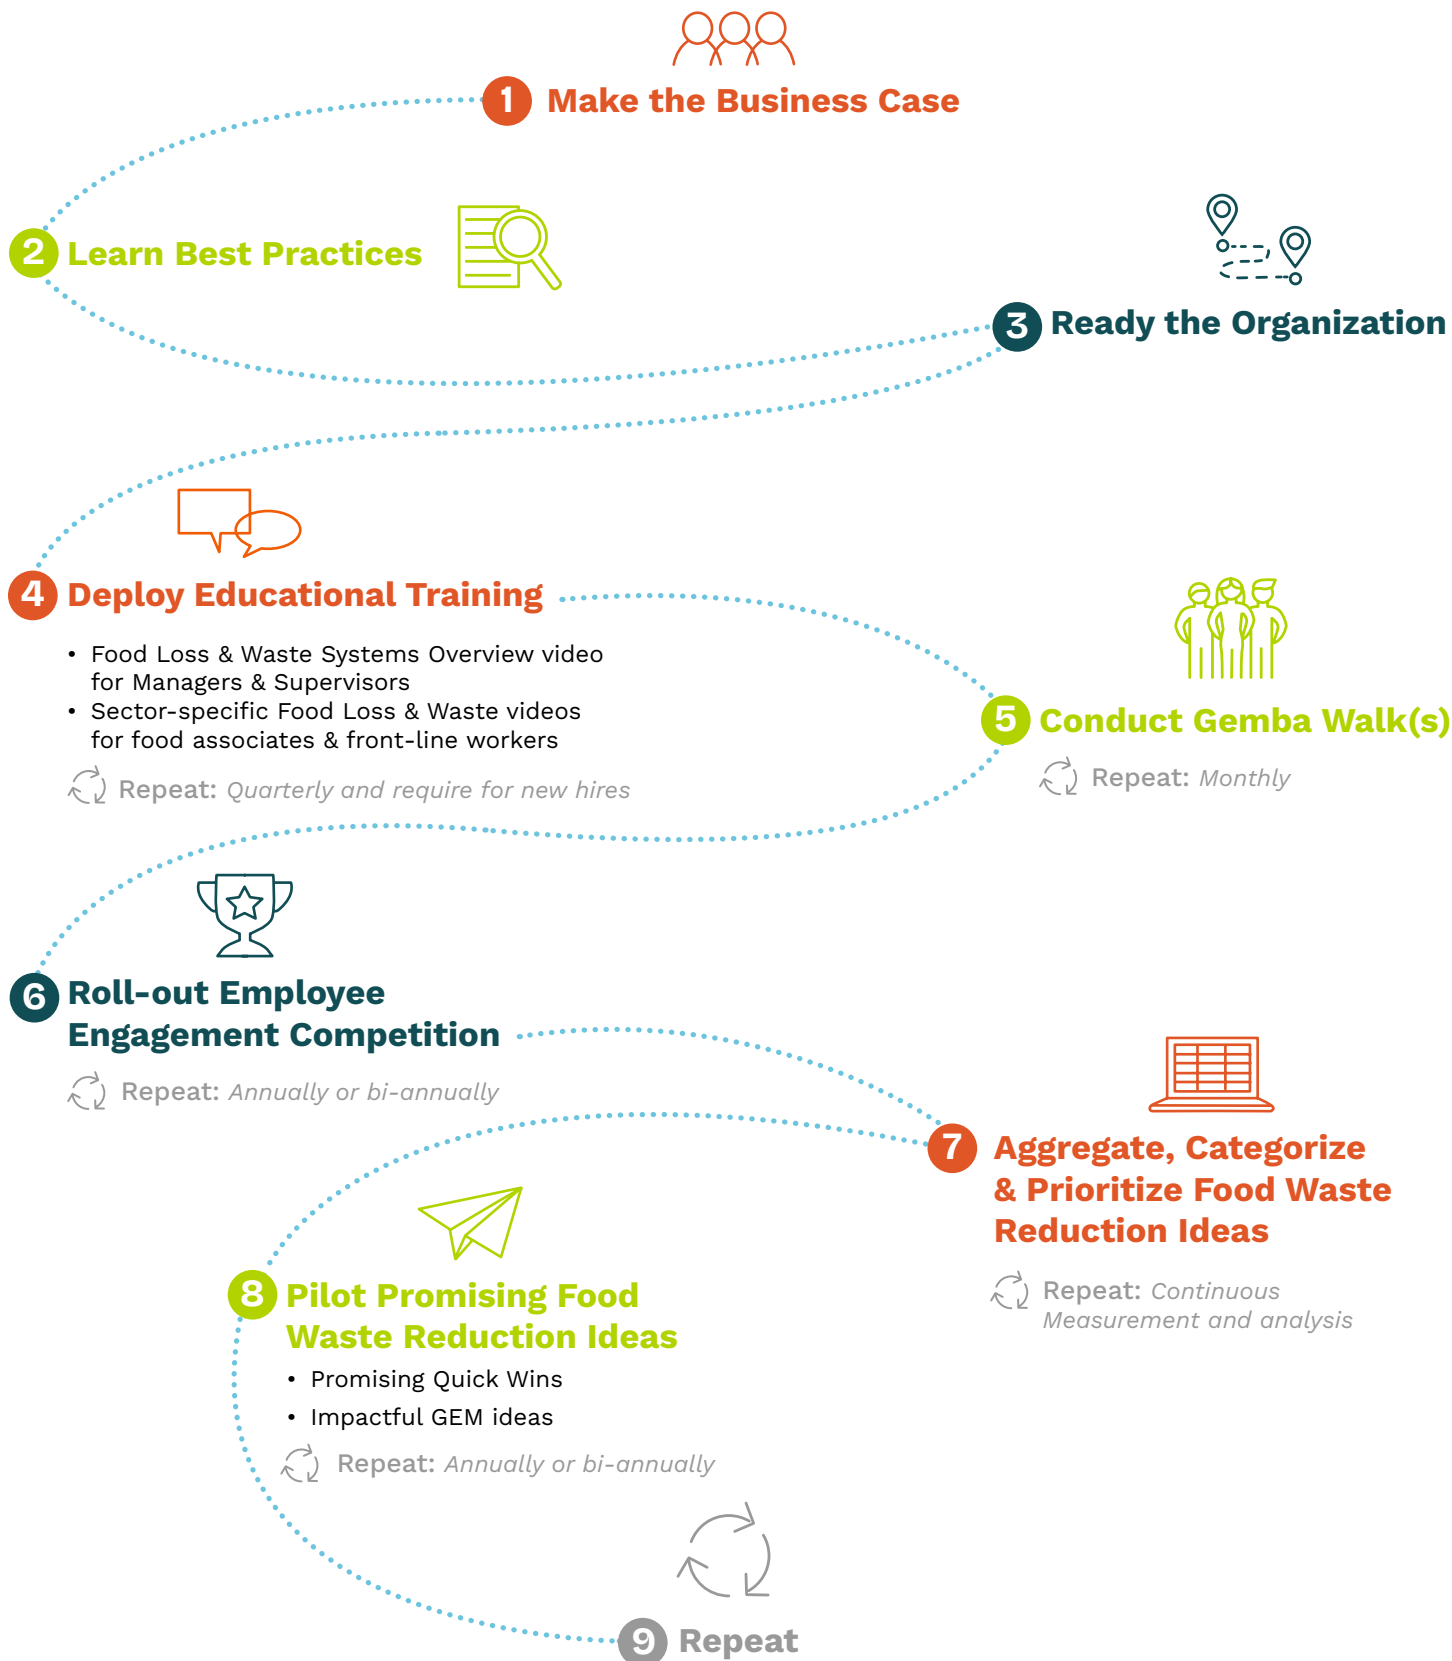 1 Make the Business Case
2 Learn Best Practices
3 Ready the Organization
4 Deploy Educational Training
• Food Loss & Waste Systems Overview video
for Managers & Supervisors
• Sector-specific Food Loss & Waste videos
for food associates & front-line workers
Repeat: Quarterly and require for new hires
5 Conduct Gemba Walk(s)
Repeat: Monthly
6 Roll-out Employee
Engagement Competition
Repeat: Annually or bi-annually
7 Aggregate, Categorize
& Prioritize Food Waste
Reduction Ideas
Repeat: Continuous
Measurement and analysis
8 Pilot Promising Food
Waste Reduction Ideas
• Promising Quick Wins
• Impactful GEM ideas
Repeat: Annually or bi-annually
9 Repeat